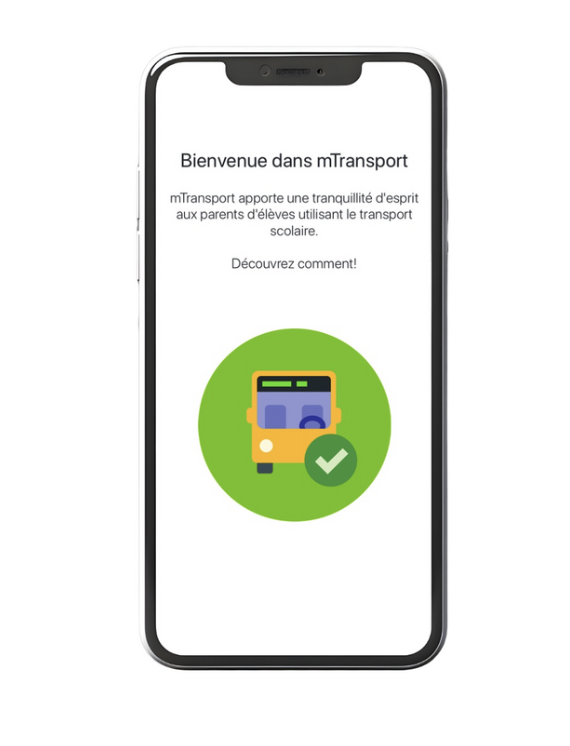 Bienvenue dans mTransport
mTransport apporte une tranquillité d'esprit
aux parents d'élèves utilisant le transport
scolaire.
Découvrez comment!